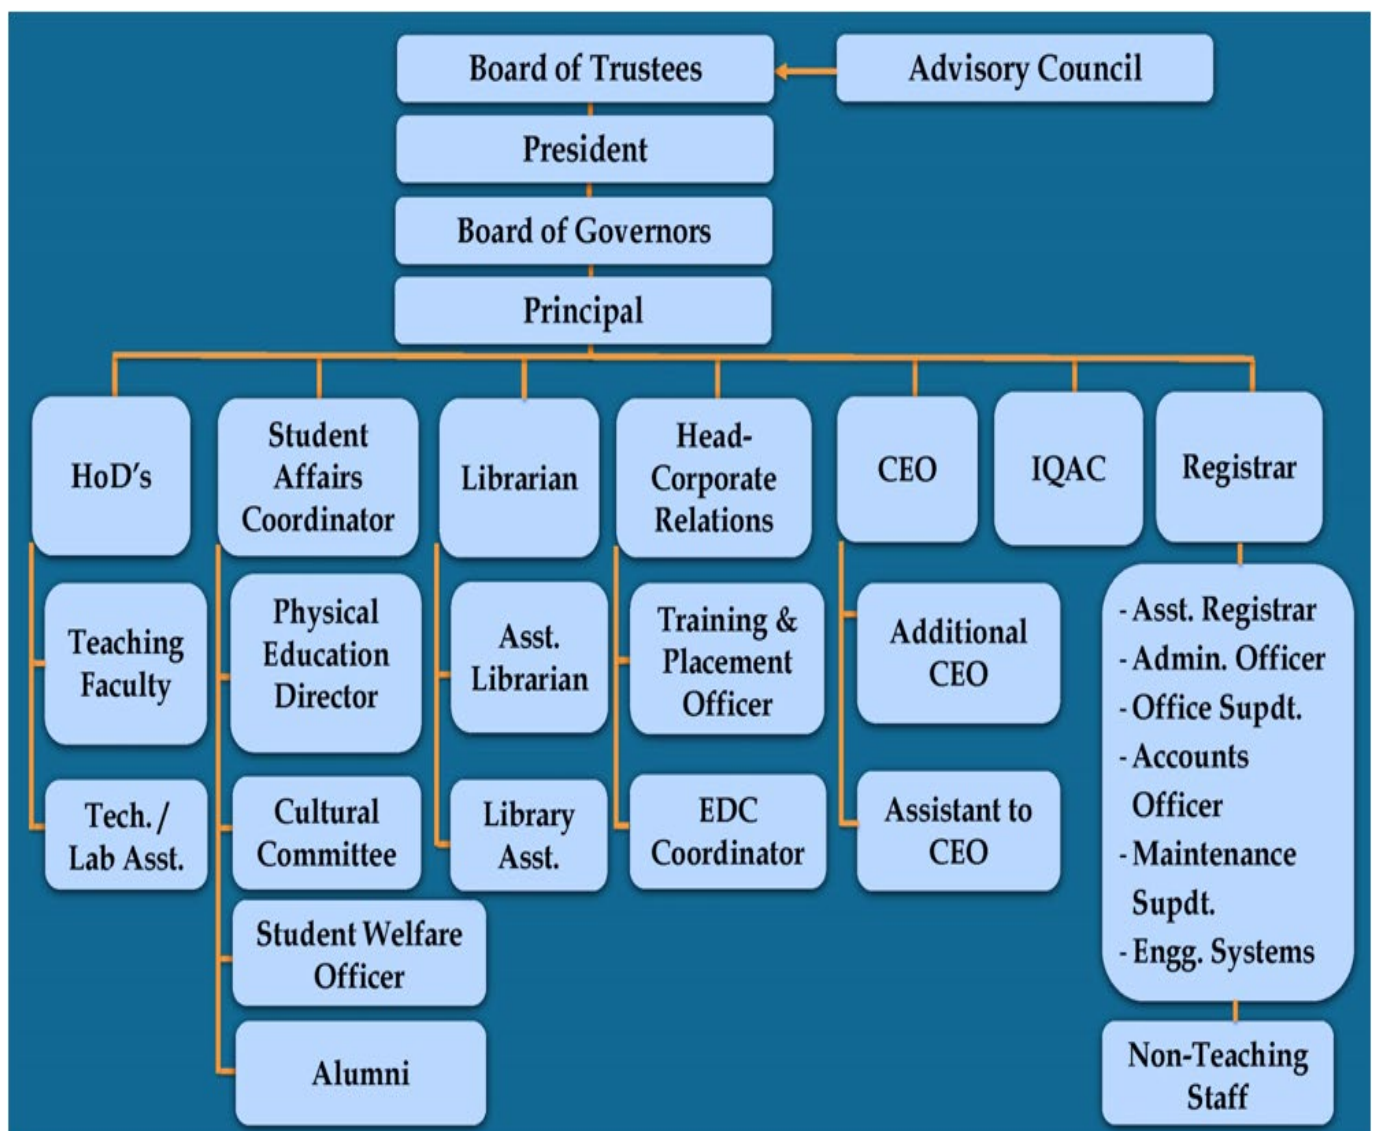 Board of Trustees
Advisory Council
President
Board of Governors
Principal
HoD's
Student
Affairs
Coordinator
Librarian
Head-
Corporate
Relations
CEO
IQAC
Registrar
Teaching
Faculty
Tech. /
Lab Asst.
Physical
Education
Director
Cultural
Committee
Student Welfare
Officer
Alumni
Asst.
Librarian
Library
Asst.
Training &
Placement
Officer
EDC
Coordinator
Additional
CEO
Assistant to
CEO
- Asst. Registrar
- Admin. Officer
- Office Supdt.
- Accounts
Officer
- Maintenance
Supdt.
- Engg. Systems
Non-Teaching
Staff